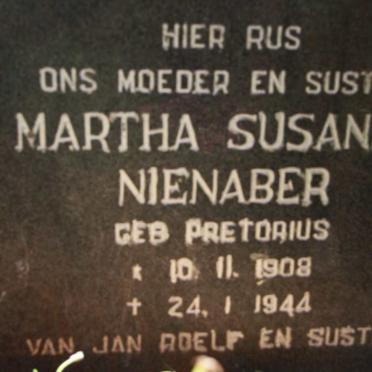 HIER RUS
ONS MOEDER EN SUST
MARTHA SUSAN
NIENABER
GEB PRETORIUS
* 10. 11. 1908
† 24. 1 1944
VAN JAN ROELF EN SUST